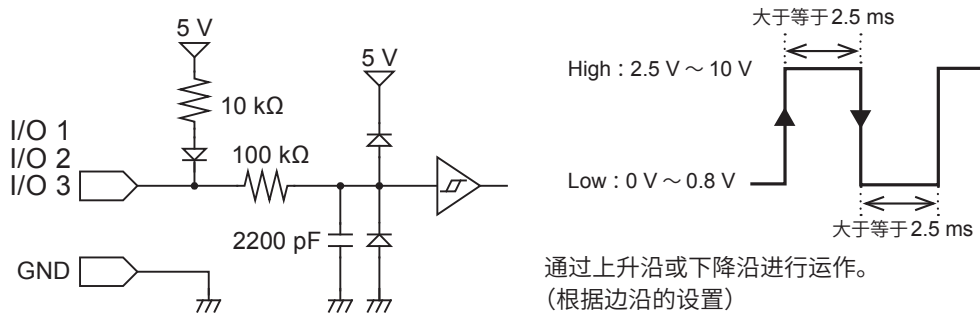 5 V
10 kΩ
I/O 1
I/O 2
I/O 3
100 kΩ
5 V
2200 pF
GND
大于等于2.5 ms
High : 2.5 V ～ 10 V
Low : 0 V ～ 0.8 V
大于等于2.5 ms
通过上升沿或下降沿进行运作。
（根据边沿的设置）